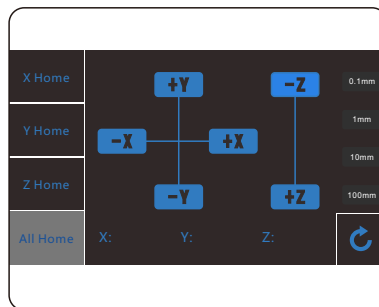 X Home
Y Home
Z Home
All Home
+Y
-X
+X
-Y
-Z
+Z
0.1mm
1mm
10mm
100mm
X:
Y:
Z: